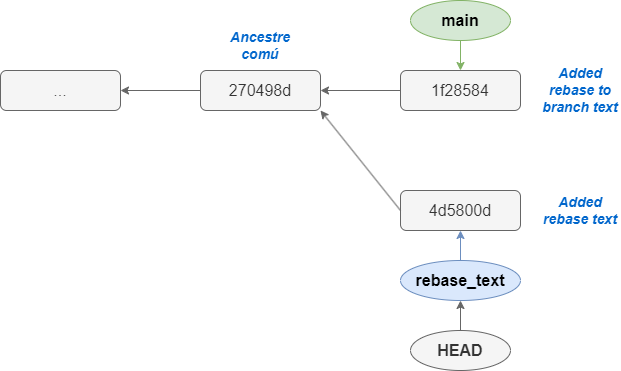 main
Ancestre
comú
...
270498d
1f28584
Added
rebase to
branch text
4d5800d
Added
rebase text
rebase_text
HEAD